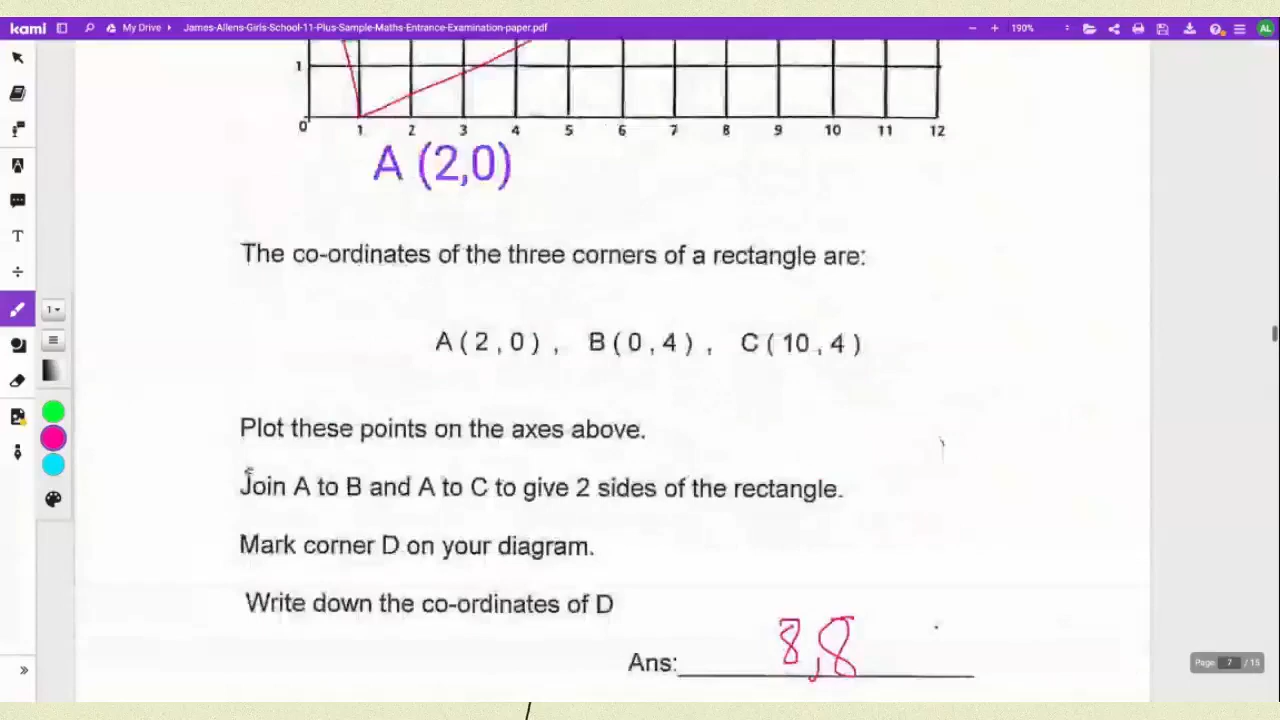 kami My Drive James-Allens-Girls-School-11-Plus-Sample-Maths-Entrance-Examination-paper.pdf 190% AL
1
0 1 2 3 4 5 6 7 8 9 10 11 12
A (2,0)
The co-ordinates of the three corners of a rectangle are:
A ( 2 , 0 ) , B ( 0 , 4 ) , C ( 10 , 4 )
Plot these points on the axes above.
Join A to B and A to C to give 2 sides of the rectangle.
Mark corner D on your diagram.
Write down the co-ordinates of D
Ans: 8,8
Page 7 / 15
T
1